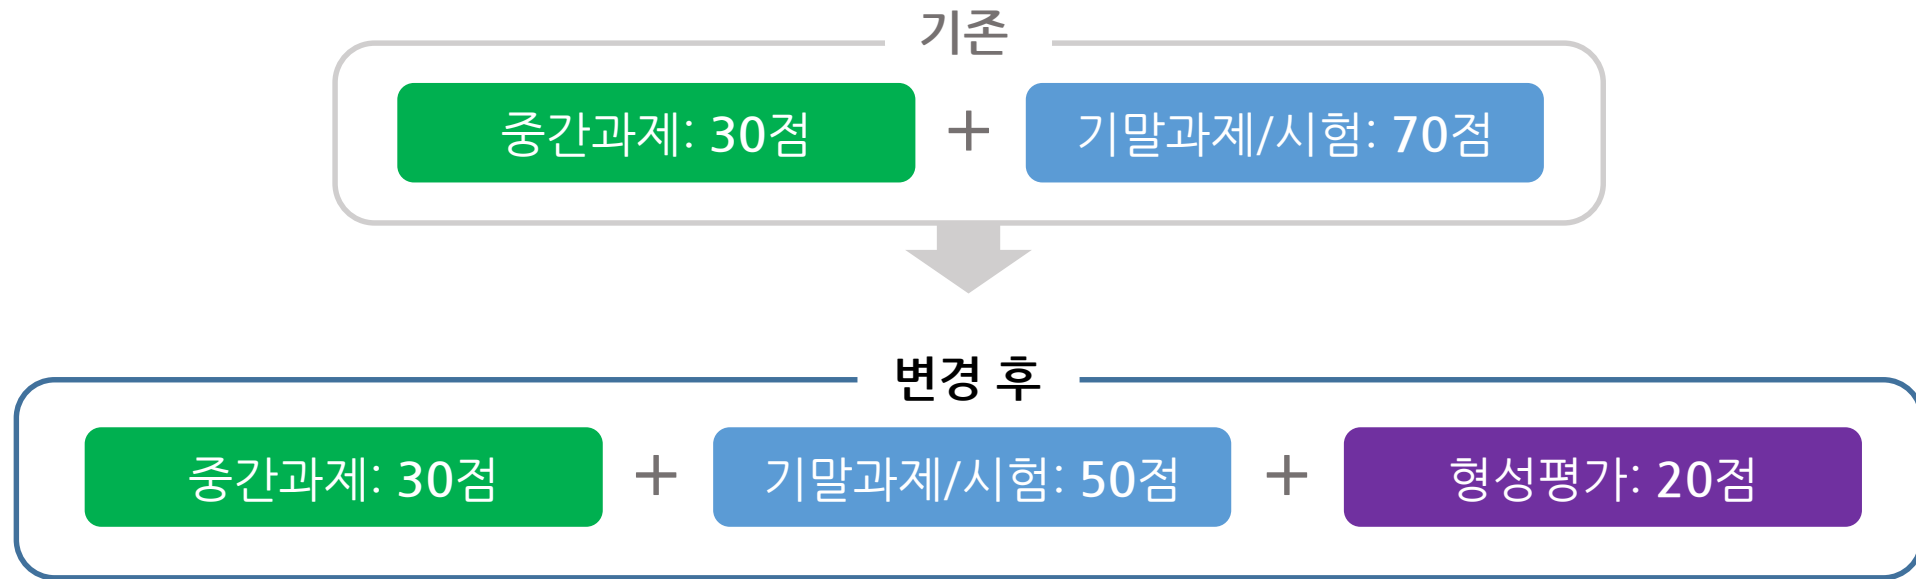 기존
중간과제: 30점 + 기말과제/시험: 70점
변경 후
중간과제: 30점 + 기말과제/시험: 50점 + 형성평가: 20점